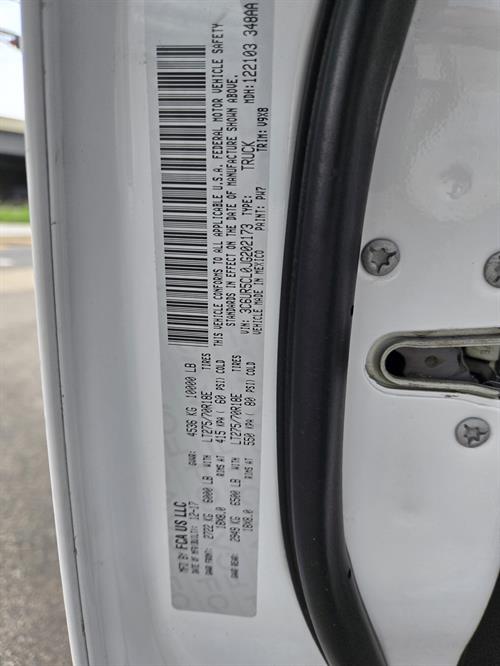 MFD BY FCA US LLC
DATE OF MFR(BUILT): 12-17
4536 KG 10000 LB
GAWR FRONT: 2722 KG 6000 LB WITH LT275/70R18E TIRES
18X8.0 RIMS AT 415 KPA ( 60 PSI) COLD
GAWR REAR: 2949 KG 6500 LB WITH LT275/70R18E TIRES
18X8.0 RIMS AT 550 KPA ( 80 PSI) COLD
THIS VEHICLE CONFORMS TO ALL APPLICABLE U.S.A. FEDERAL MOTOR VEHICLE SAFETY
STANDARDS IN EFFECT ON THE DATE OF MANUFACTURE SHOWN ABOVE.
VIN: 3C6UR5CL0JG202173 TYPE: TRUCK MDH:122103 348AA
VEHICLE MADE IN MEXICO PAINT: PW7 TRIM: V9X8